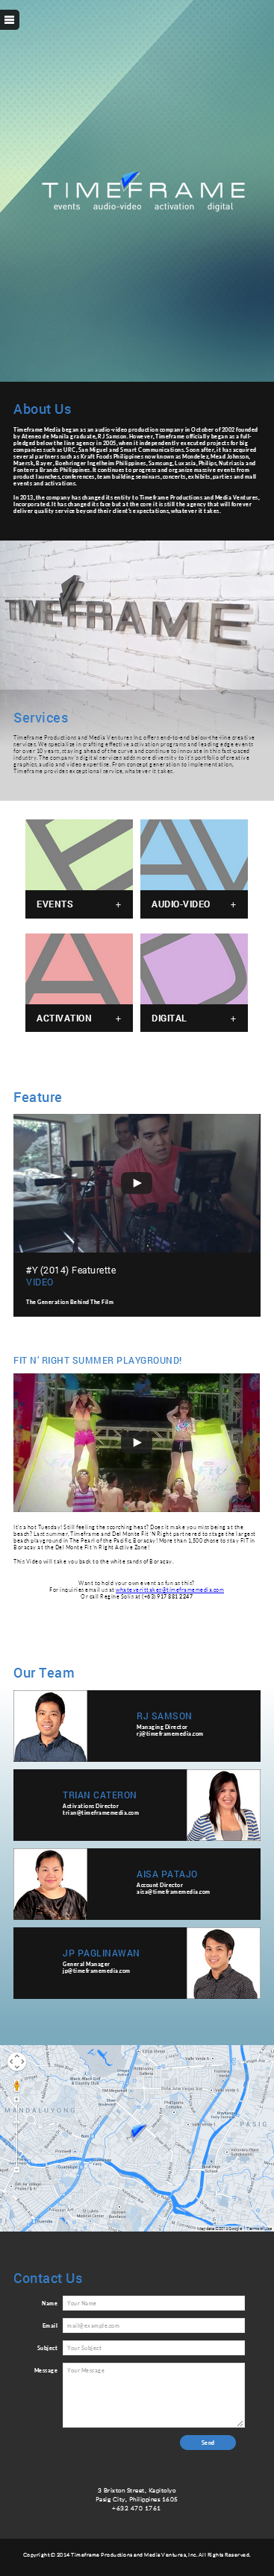 TIMEFRAME
events audio-video activation digital
About Us
Timeframe Media began as an audio-video production company in October of 2002 founded
by Ateneo de Manila graduate, RJ Samson. However, Timeframe officially began as a full-
pledged below the line agency in 2005, when it independently executed projects for big
companies such as URC, San Miguel and Smart Communications. Soon after, it has acquired
several partners such as Kraft Foods Philippines now known as Mondelez, Mead Johnson,
Maersk, Bayer, Boehringer Ingelheim Philippines, Samsung, Luxasia, Philips, Nutriasia and
Fonterra Brands Philippines. It continues to progress and organize massive events from
product launches, conferences, team building seminars, concerts, exhibits, parties and mall
events and activations.
In 2013, the company has changed its entity to Timeframe Productions and Media Ventures,
Incorporated. It has changed its face but at the core it is still the agency that will forever
deliver quality service beyond their client's expectations, whatever it takes.
TIMEFRAME
Services
Timeframe Productions and Media Ventures Inc. offers end-to-end below-the-line creative
services. We specialize in crafting effective activation programs and leading edge events
for over 10 years, staying ahead of the curve and continue to innovate in this fast-paced
industry. The company's digital services adds more diversity to it's portfolio of creative
graphics, audio and video expertise. From concept generation to implementation,
Timeframe provides exceptional service, whatever it takes.
EVENTS +
AUDIO-VIDEO +
ACTIVATION +
DIGITAL +
Feature
#Y (2014) Featurette
VIDEO
The Generation Behind The Film
FIT N' RIGHT SUMMER PLAYGROUND!
It's a hot Tuesday! Still feeling the scorching heat? Does it make you miss being at the
beach? Last summer, Timeframe and Del Monte Fit 'N Right partnered to stage the largest
beach playground in The Pearl of the Pacific, Boracay! More than 1,500 chose to stay FIT in
Boracay at the Del Monte Fit 'n Right Active Zone!
This Video will take you back to the white sands of Boracay.
Want to hold your own event as fun as this?
For inquiries email us at whateverittakes@timeframemedia.com
Or call Regine Solis at (+63) 917 881 2247
Our Team
RJ SAMSON
Managing Director
rj@timeframemedia.com
TRIAN CATERON
Activations Director
trian@timeframemedia.com
AISA PATAJO
Account Director
aisa@timeframemedia.com
JP PAGLINAWAN
General Manager
jp@timeframemedia.com
MANDALUYONG
PASIG
Contact Us
Name Your Name
Email mail@example.com
Subject Your Subject
Message Your Message
Send
3 Brixton Street, Kapitolyo
Pasig City, Philippines 1605
+632 470 1761
Copyright © 2014 Timeframe Productions and Media Ventures, Inc. All Rights Reserved.